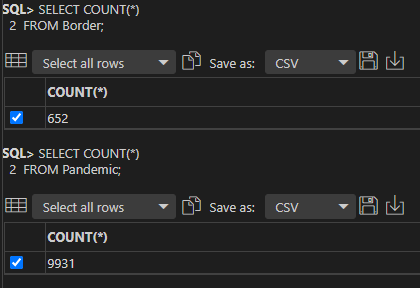 SQL> SELECT COUNT(*)
2 FROM Border;
Select all rows Save as: CSV
COUNT(*)
652
SQL> SELECT COUNT(*)
2 FROM Pandemic;
Select all rows Save as: CSV
COUNT(*)
9931